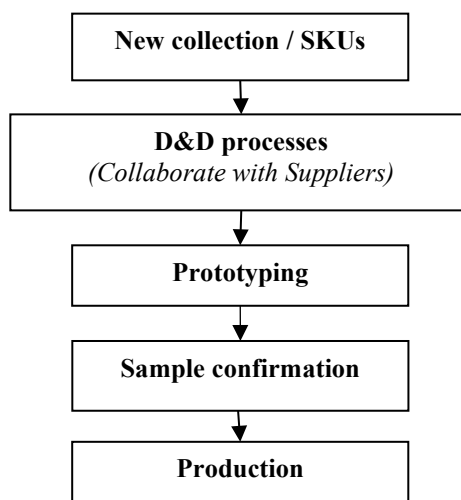 New collection / SKUs
D&D processes
(Collaborate with Suppliers)
Prototyping
Sample confirmation
Production